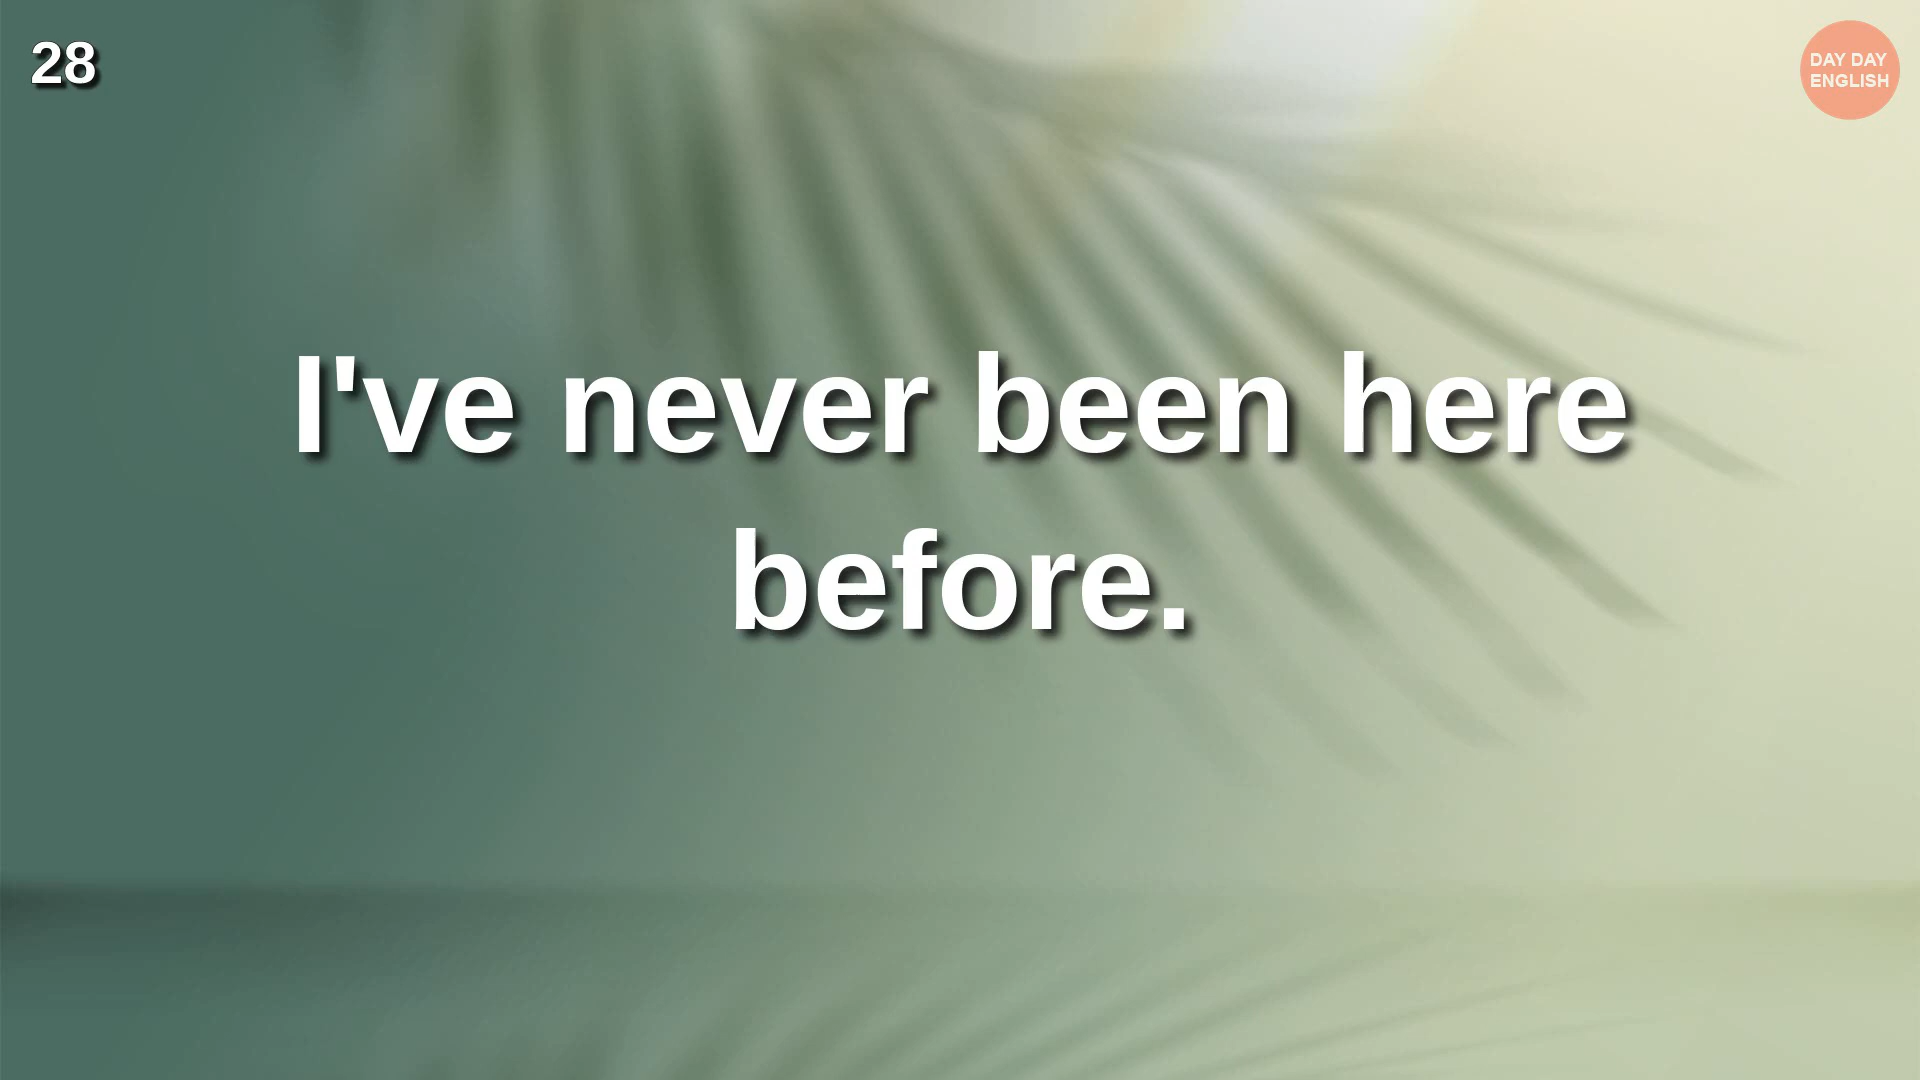 28
DAY DAY
ENGLISH
I've never been here
before.